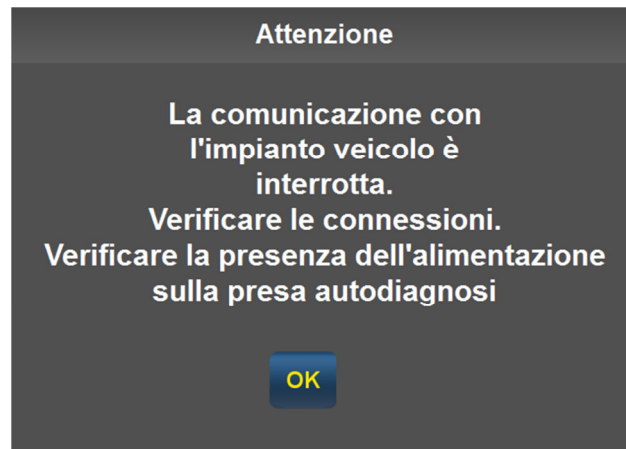 Attenzione
La comunicazione con
l'impianto veicolo è
interrotta.
Verificare le connessioni.
Verificare la presenza dell'alimentazione
sulla presa autodiagnosi
OK